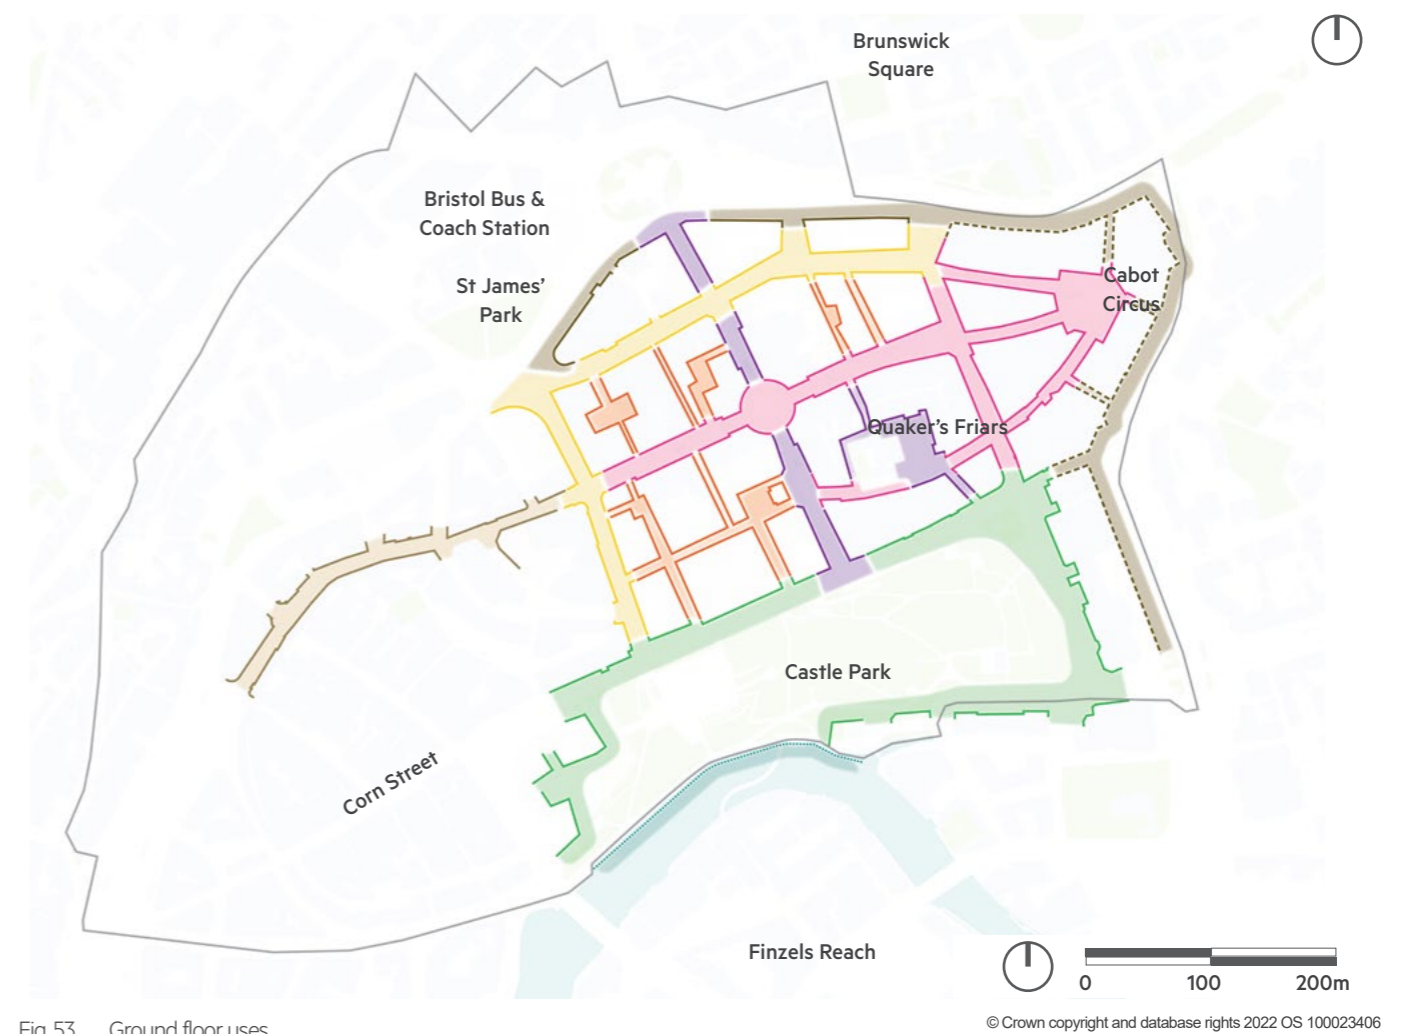 Brunswick
Square
Bristol Bus &
Coach Station
St James’
Park
Cabot
Circus
Quaker’s Friars
Castle Park
Corn Street
Finzels Reach
0 100 200m
Fig. 53 Ground floor uses
© Crown copyright and database rights 2022 OS 100023406